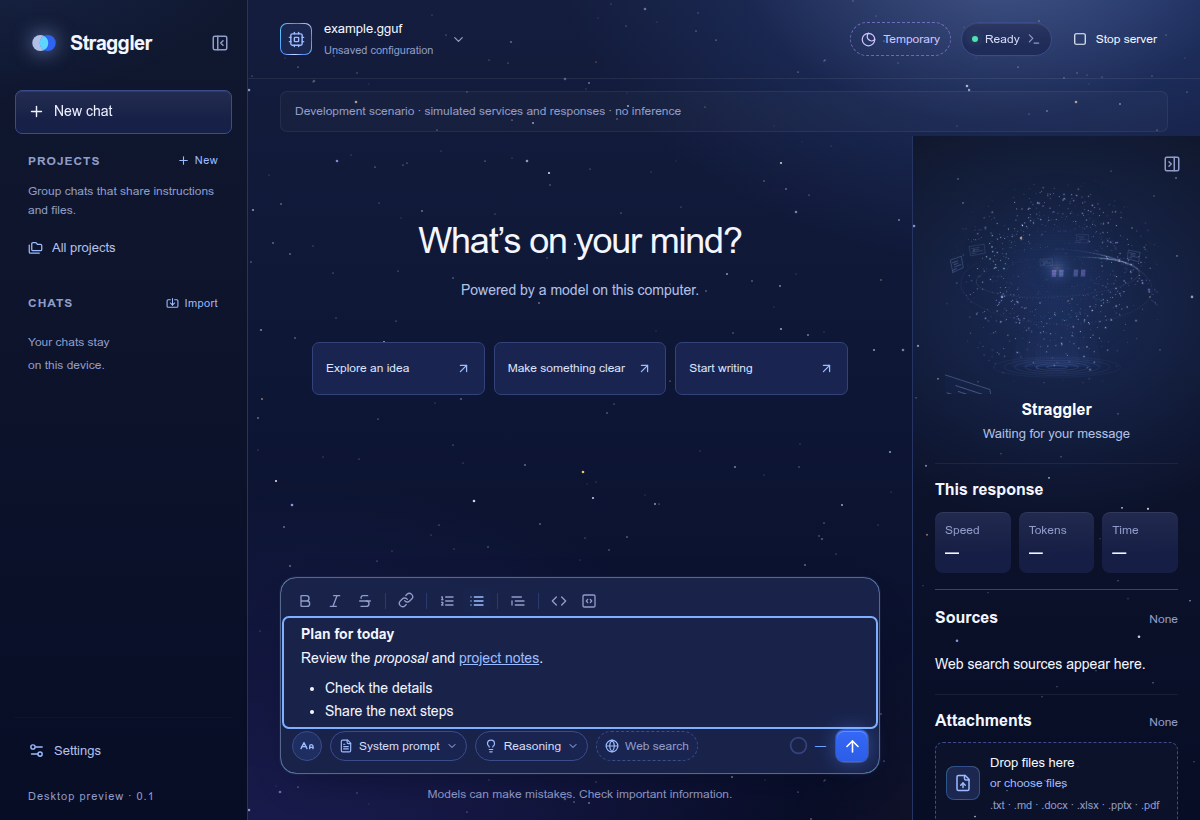 Straggler
New chat
PROJECTS
New
Group chats that share instructions
and files.
All projects
CHATS
Import
Your chats stay
on this device.
Settings
Desktop preview · 0.1
example.gguf
Unsaved configuration
Temporary
Ready
Stop server
Development scenario · simulated services and responses · no inference
What’s on your mind?
Powered by a model on this computer.
Explore an idea
Make something clear
Start writing
Plan for today
Review the proposal and project notes.
• Check the details
• Share the next steps
Aa
System prompt
Reasoning
Web search
—
Models can make mistakes. Check important information.
Straggler
Waiting for your message
This response
Speed
—
Tokens
—
Time
—
Sources
None
Web search sources appear here.
Attachments
None
Drop files here
or choose files
.txt · .md · .docx · .xlsx · .pptx · .pdf